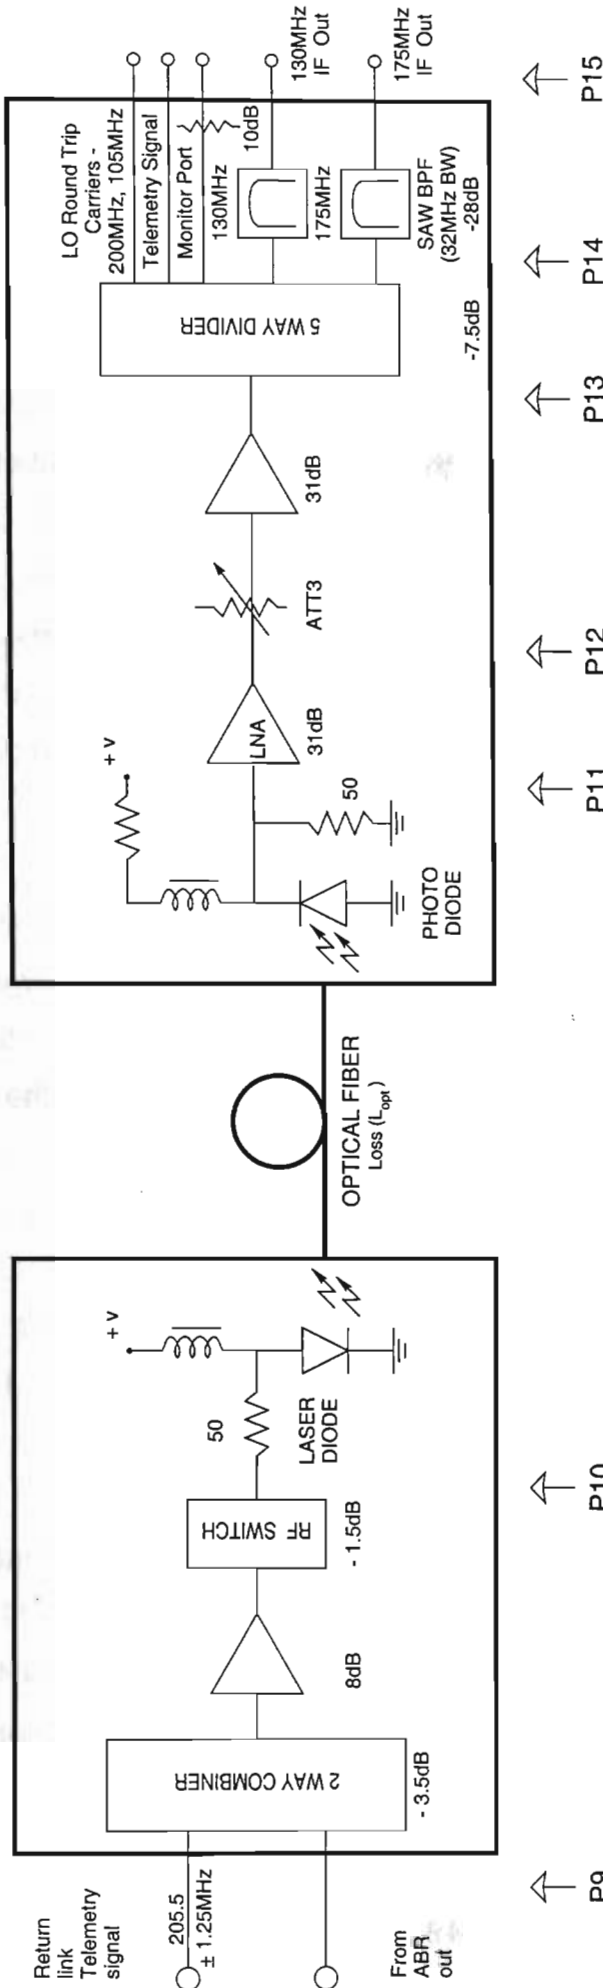 Return
link
Telemetry
signal
205.5
± 1.25MHz
From
ABR
out
2 WAY COMBINER
- 3.5dB
8dB
RF SWITCH
- 1.5dB
50
+ V
LASER
DIODE
OPTICAL FIBER
Loss (Lopt)
PHOTO
DIODE
50
+ V
LNA
31dB
ATT3
31dB
5 WAY DIVIDER
-7.5dB
LO Round Trip
Carriers -
200MHz, 105MHz
Telemetry Signal
Monitor Port
10dB
130MHz
175MHz
SAW BPF
(32MHz BW)
-28dB
130MHz
IF Out
175MHz
IF Out
P9
P10
P11
P12
P13
P14
P15